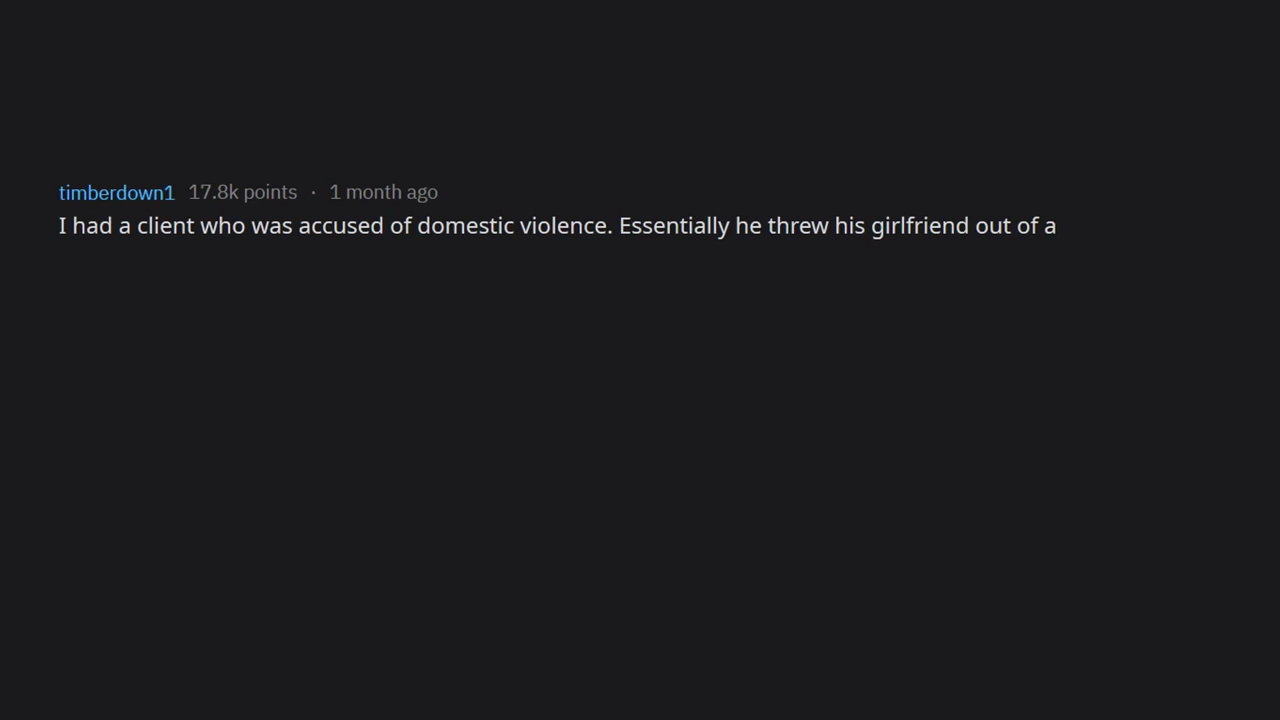 timberdown1 17.8k points · 1 month ago
I had a client who was accused of domestic violence. Essentially he threw his girlfriend out of a